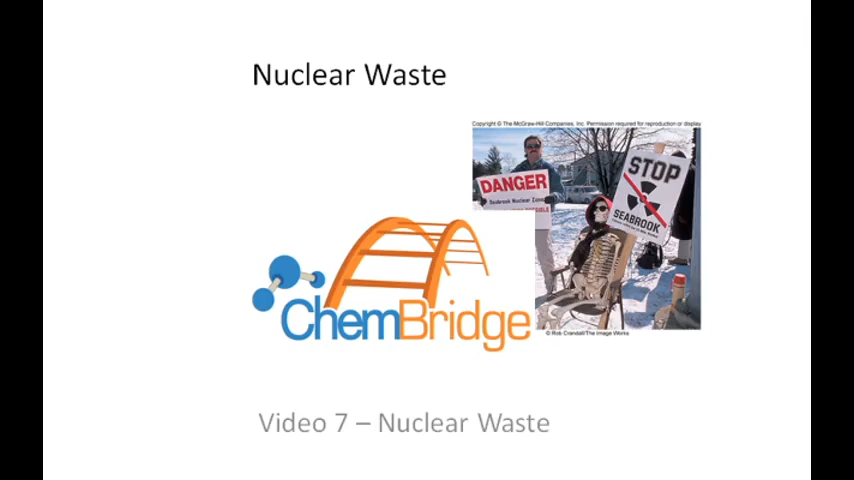 Nuclear Waste
Copyright © The McGraw-Hill Companies, Inc. Permission required for reproduction or display
DANGER
Seabrook Nuclear Zone
STOP
SEABROOK
ChemBridge
© Rob Crandall/The Image Works
Video 7 – Nuclear Waste